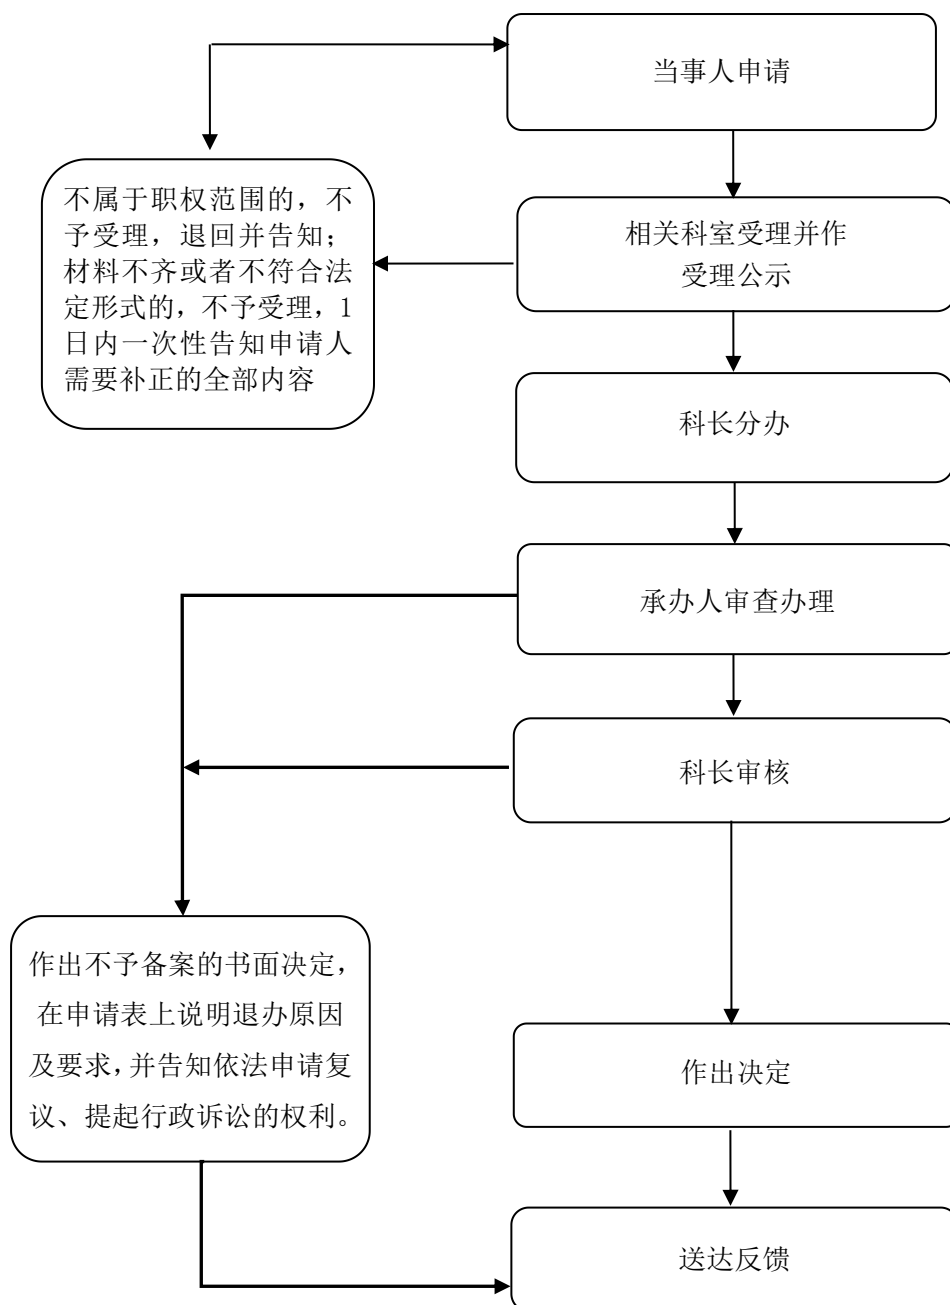 当事人申请
不属于职权范围的，不
予受理，退回并告知；
材料不齐或者不符合法
定形式的，不予受理，1
日内一次性告知申请人
需要补正的全部内容
相关科室受理并作
受理公示
科长分办
承办人审查办理
科长审核
作出不予备案的书面决定，
在申请表上说明退办原因
及要求，并告知依法申请复
议、提起行政诉讼的权利。
作出决定
送达反馈